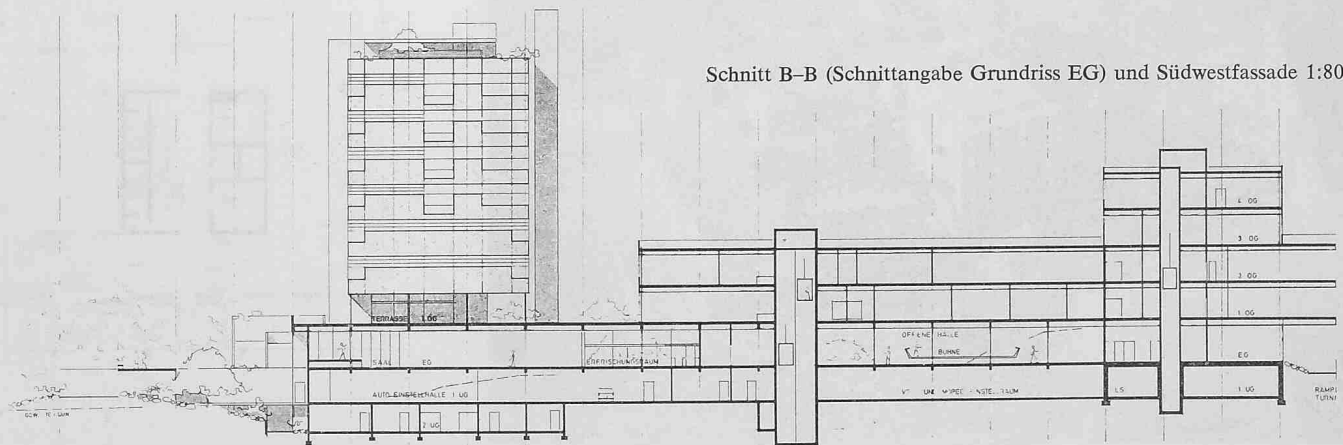 Schnitt B–B (Schnittangabe Grundriss EG) und Südwestfassade 1:80
4 OG
3 OG
2 OG
TERRASSE 1. OG
1 OG
OFFENE HALLE
BÜHNE
SAAL EG
ERFRISCHUNGSRAUM
EG
AUTO EINSTELLHALLE 1 UG
LS
1 UG
2 UG